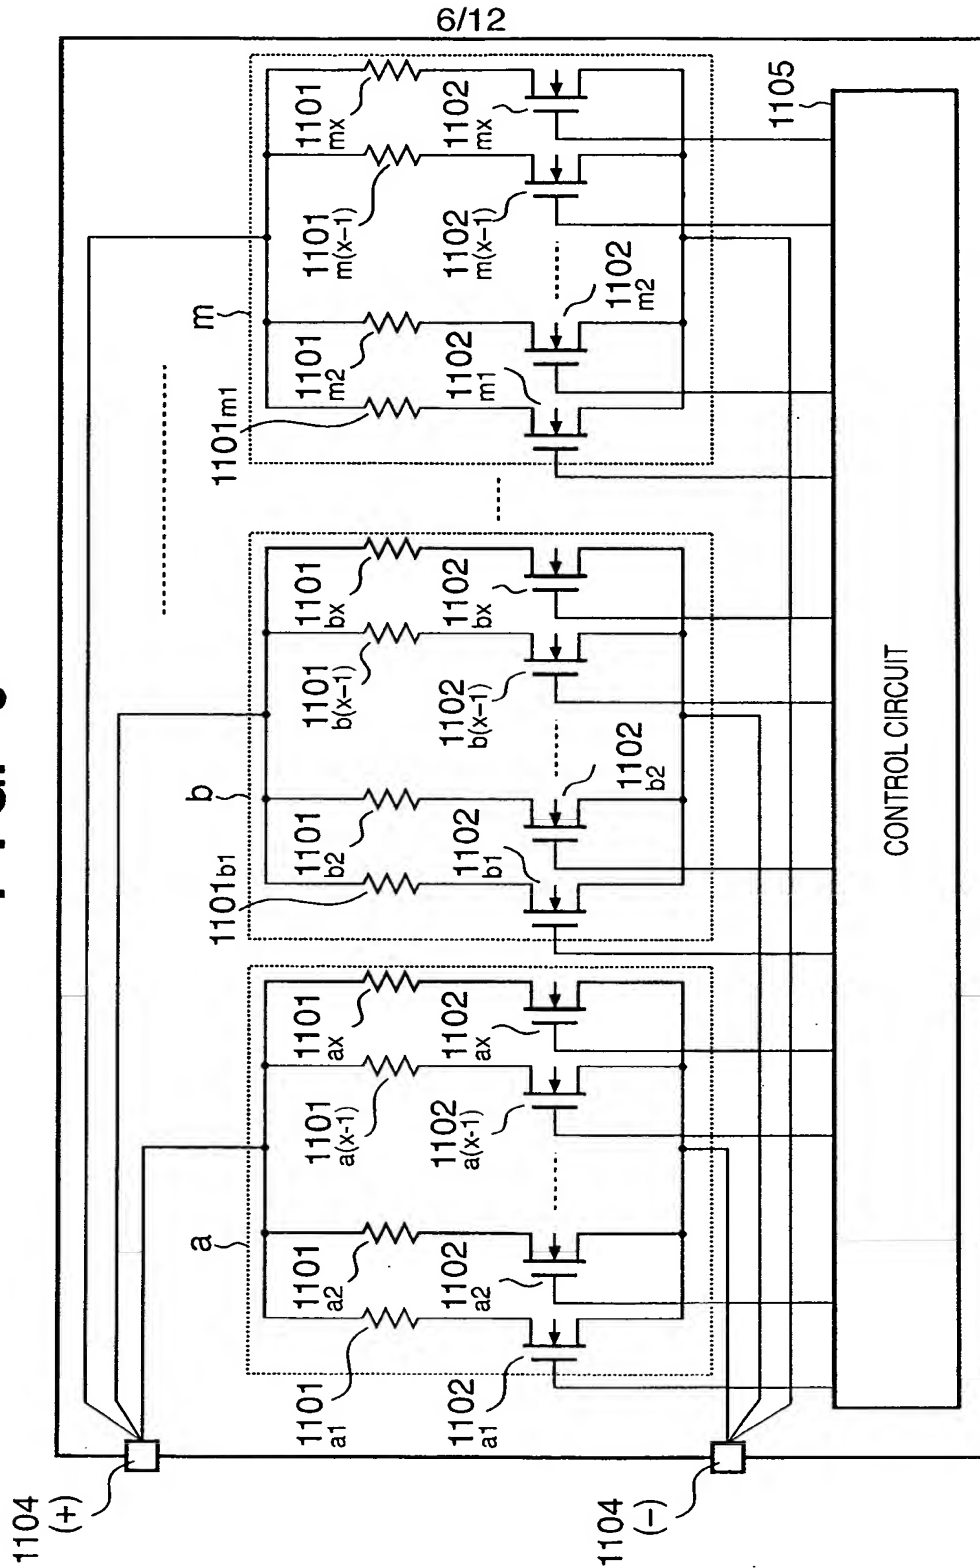 6/12
1104
(+)
1104
(−)
a
1101
a1
1101
a2
1101
a(x-1)
1101
ax
1102
a1
1102
a2
1102
a(x-1)
1102
ax
b
1101b1
1101
b2
1101
b(x−1)
1101
bx
1102
b1
1102
b2
1102
b(x−1)
1102
bx
m
1101m1
1101
m2
1101
m(x−1)
1101
mx
1102
m1
1102
m2
1102
m(x−1)
1102
mx
1105
CONTROL CIRCUIT